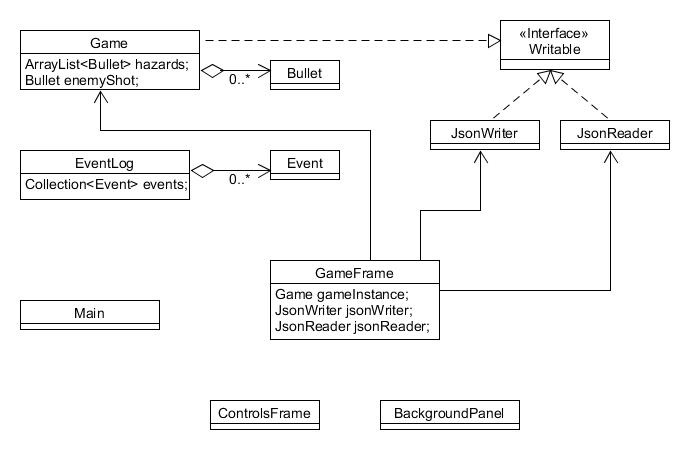 Game
ArrayList<Bullet> hazards;
Bullet enemyShot;
0..*
Bullet
«Interface»
Writable
JsonWriter
JsonReader
EventLog
Collection<Event> events;
0..*
Event
GameFrame
Game gameInstance;
JsonWriter jsonWriter;
JsonReader jsonReader;
Main
ControlsFrame
BackgroundPanel